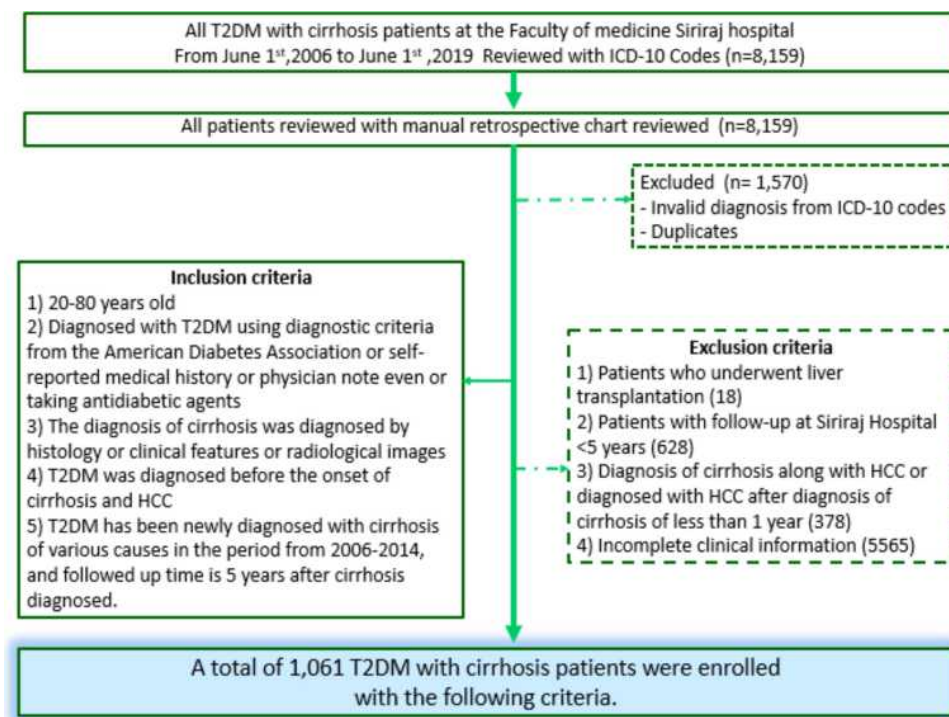 All T2DM with cirrhosis patients at the Faculty of medicine Siriraj hospital
From June 1st,2006 to June 1st ,2019 Reviewed with ICD-10 Codes (n=8,159)
All patients reviewed with manual retrospective chart reviewed (n=8,159)
Excluded (n= 1,570)
- Invalid diagnosis from ICD-10 codes
- Duplicates
Inclusion criteria
1) 20-80 years old
2) Diagnosed with T2DM using diagnostic criteria
from the American Diabetes Association or self-
reported medical history or physician note even or
taking antidiabetic agents
3) The diagnosis of cirrhosis was diagnosed by
histology or clinical features or radiological images
4) T2DM was diagnosed before the onset of
cirrhosis and HCC
5) T2DM has been newly diagnosed with cirrhosis
of various causes in the period from 2006-2014,
and followed up time is 5 years after cirrhosis
diagnosed.
Exclusion criteria
1) Patients who underwent liver
transplantation (18)
2) Patients with follow-up at Siriraj Hospital
<5 years (628)
3) Diagnosis of cirrhosis along with HCC or
diagnosed with HCC after diagnosis of
cirrhosis of less than 1 year (378)
4) Incomplete clinical information (5565)
A total of 1,061 T2DM with cirrhosis patients were enrolled
with the following criteria.